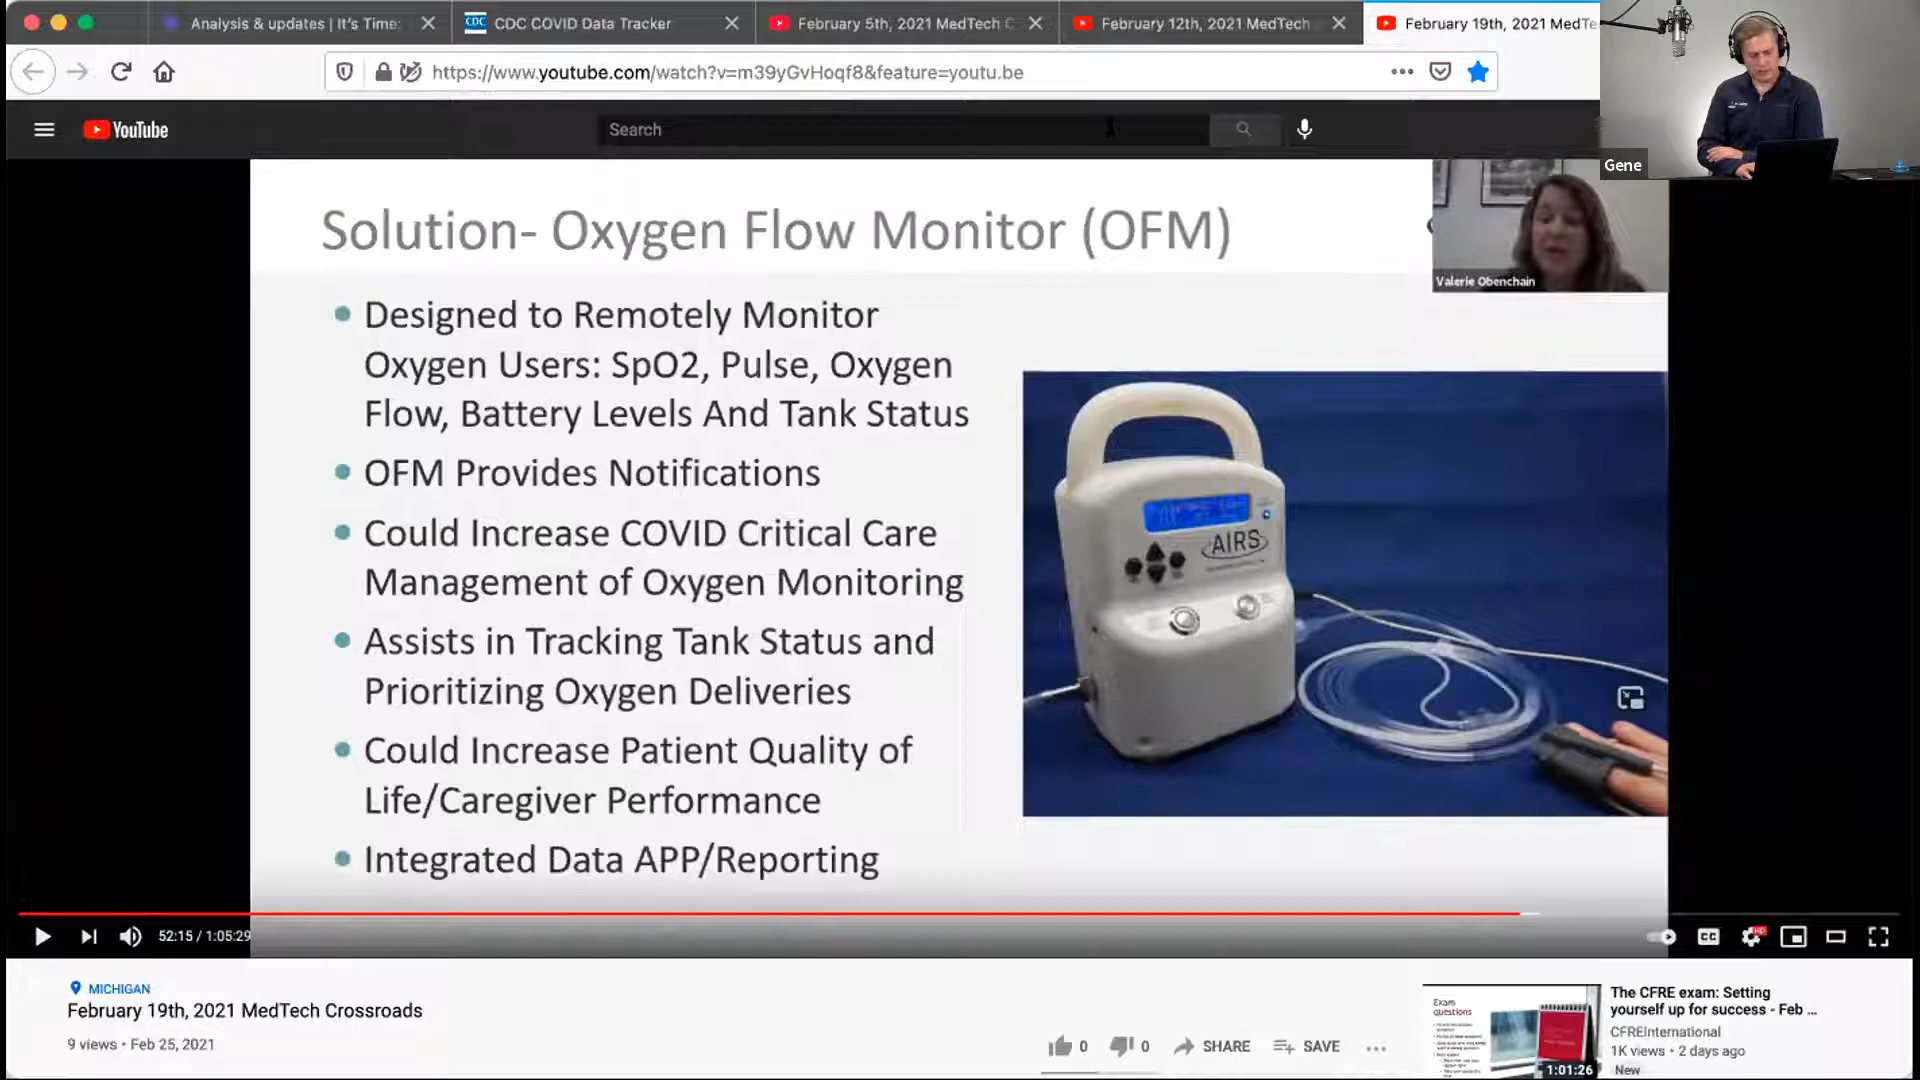 Analysis & updates | It's Time:
CDC COVID Data Tracker
February 5th, 2021 MedTech C
February 12th, 2021 MedTech
February 19th, 2021 MedTe
https://www.youtube.com/watch?v=m39yGvHoqf8&feature=youtu.be
Gene
YouTube
Search
Solution- Oxygen Flow Monitor (OFM)
Valerie Obenchain
• Designed to Remotely Monitor
Oxygen Users: SpO2, Pulse, Oxygen
Flow, Battery Levels And Tank Status
• OFM Provides Notifications
• Could Increase COVID Critical Care
Management of Oxygen Monitoring
• Assists in Tracking Tank Status and
Prioritizing Oxygen Deliveries
• Could Increase Patient Quality of
Life/Caregiver Performance
• Integrated Data APP/Reporting
AIRS
52:15 / 1:05:29
CC
HD
MICHIGAN
February 19th, 2021 MedTech Crossroads
9 views • Feb 25, 2021
0
0
SHARE
SAVE
Exam
questions
1:01:26
The CFRE exam: Setting
yourself up for success - Feb ...
CFREInternational
1K views • 2 days ago
New